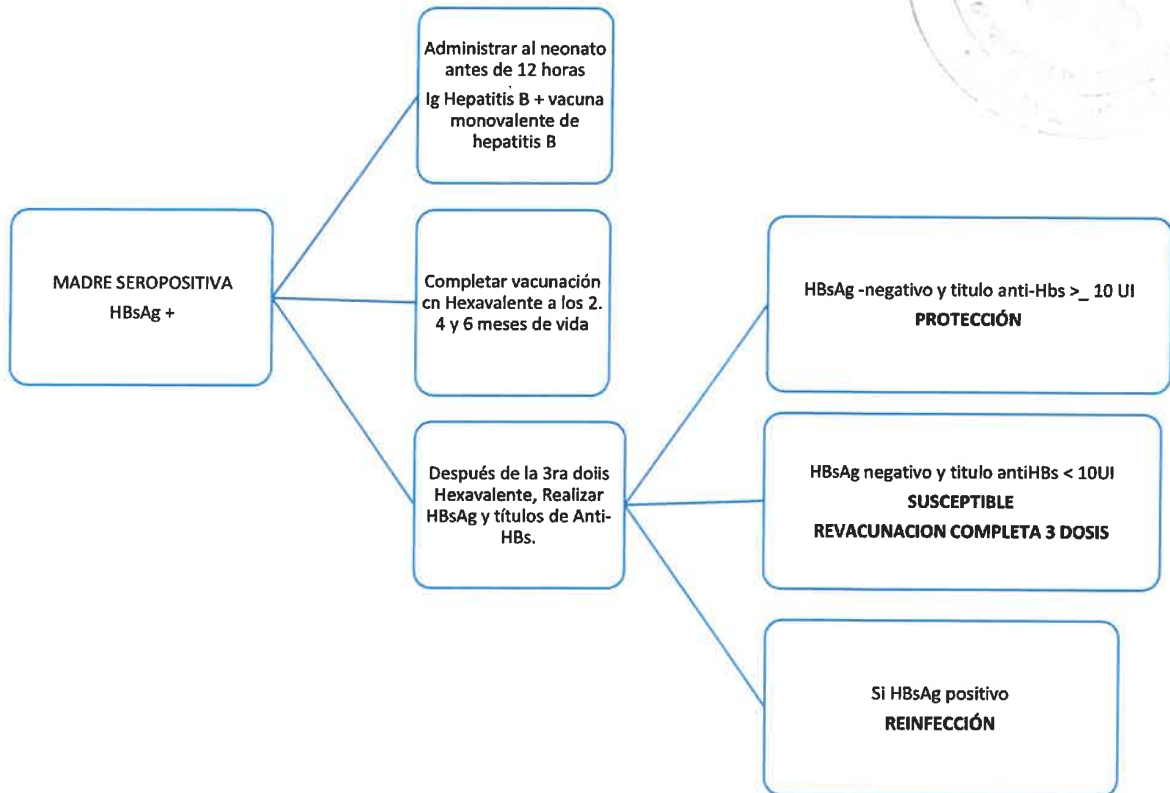 Administrar al neonato
antes de 12 horas
Ig Hepatitis B + vacuna
monovalente de
hepatitis B
MADRE SEROPOSITIVA
HBsAg +
Completar vacunación
cn Hexavalente a los 2.
4 y 6 meses de vida
Después de la 3ra doiis
Hexavalente, Realizar
HBsAg y títulos de Anti-
HBs.
HBsAg -negativo y titulo anti-Hbs >_ 10 UI
PROTECCIÓN
HBsAg negativo y titulo antiHBs < 10UI
SUSCEPTIBLE
REVACUNACION COMPLETA 3 DOSIS
Si HBsAg positivo
REINFECCIÓN